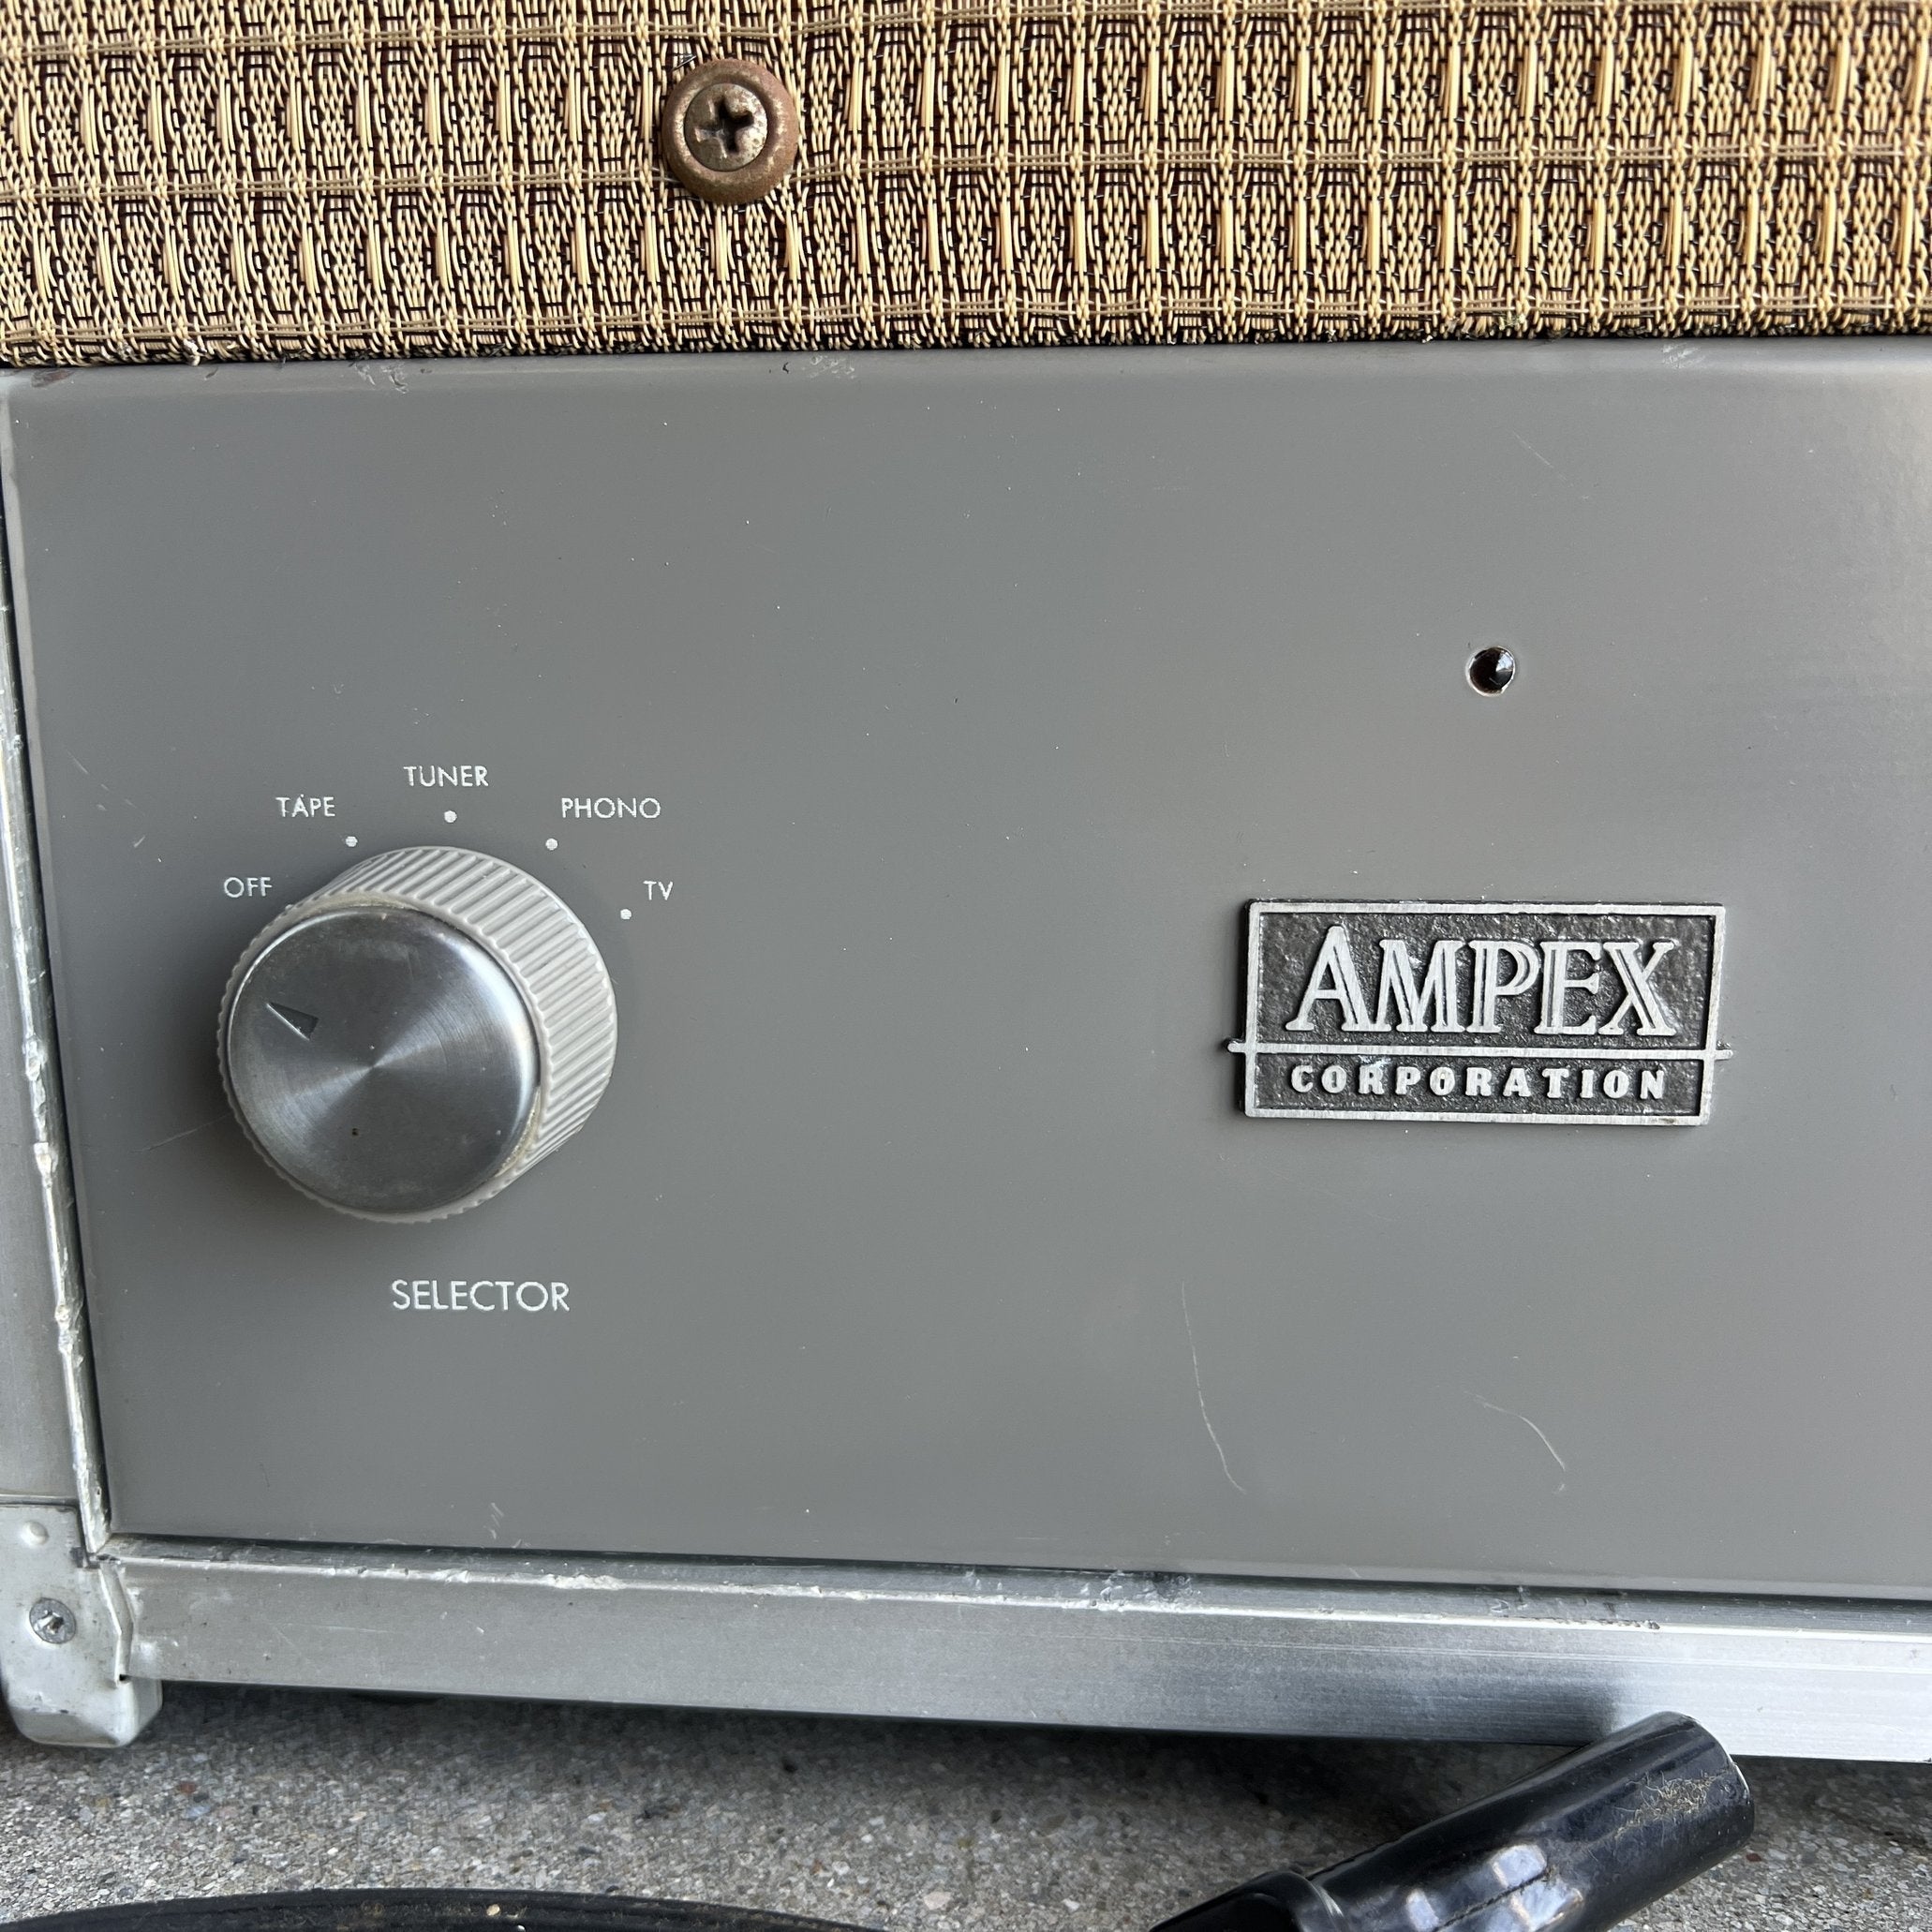 TUNER
TAPE
PHONO
OFF
TV
SELECTOR
AMPEX
CORPORATION